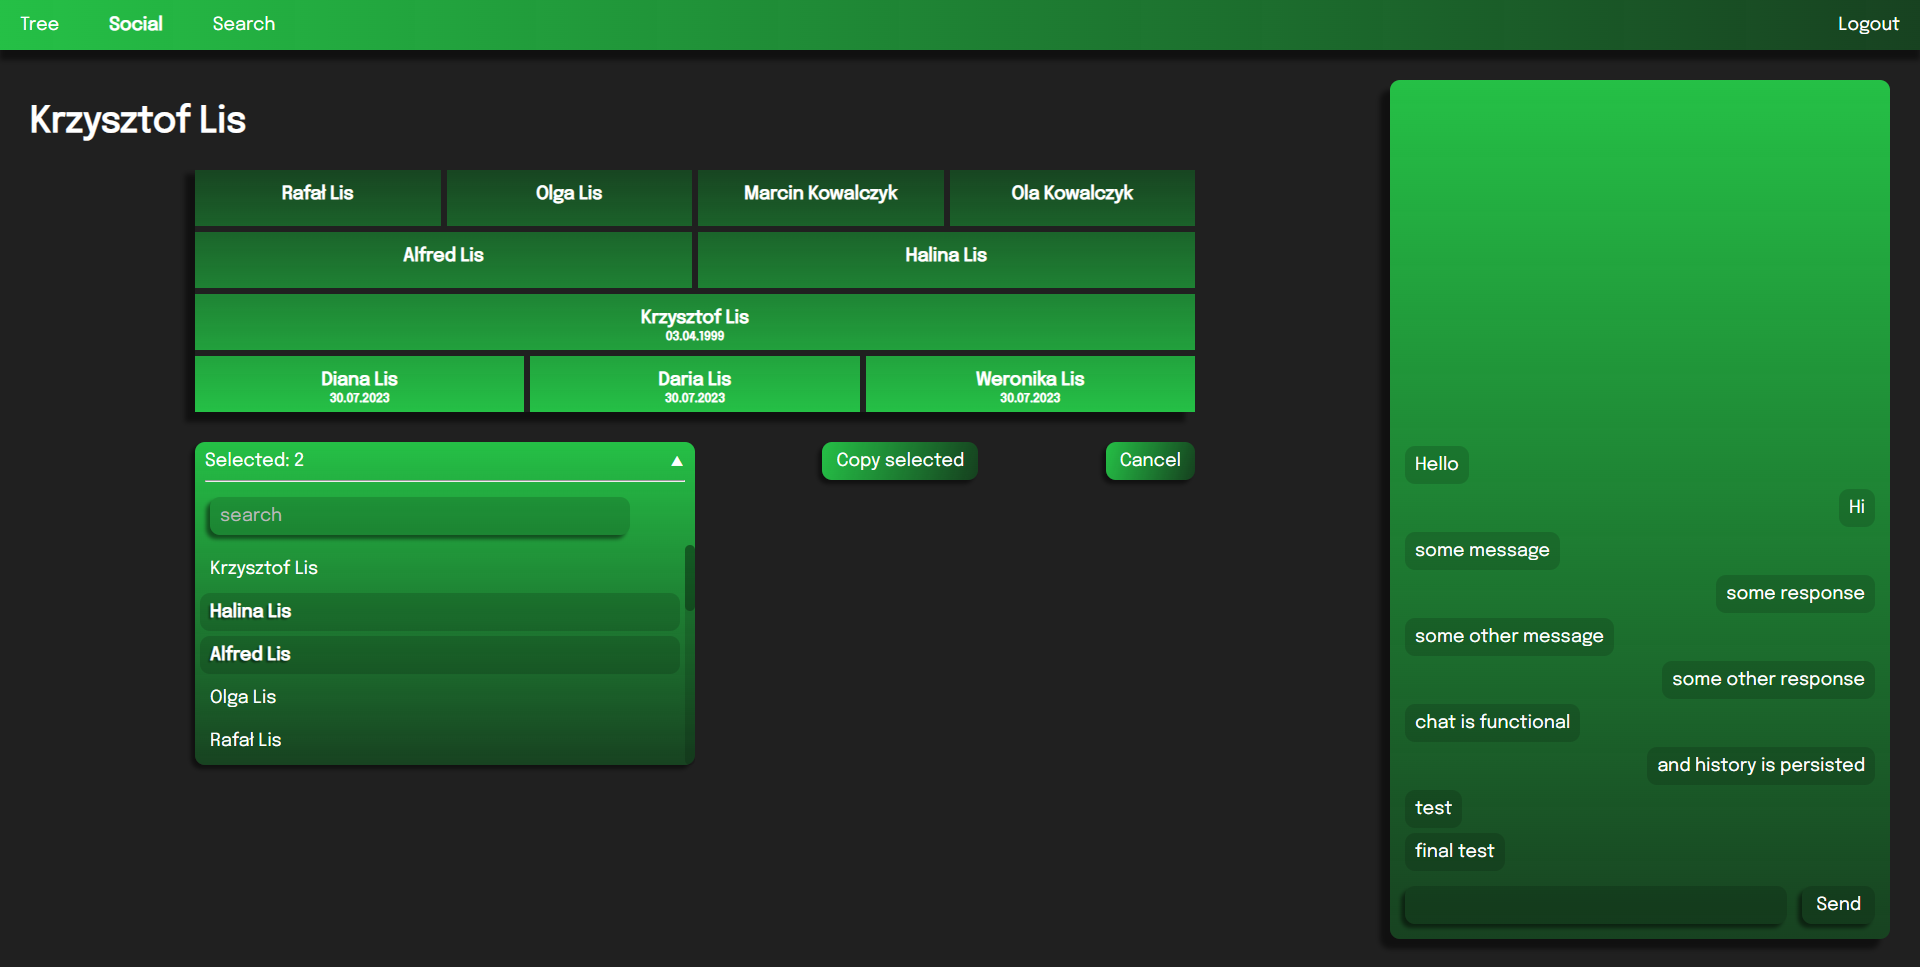 Tree Social Search Logout
Krzysztof Lis
Rafał Lis Olga Lis Marcin Kowalczyk Ola Kowalczyk
Alfred Lis Halina Lis
Krzysztof Lis
03.04.1999
Diana Lis Daria Lis Weronika Lis
30.07.2023 30.07.2023 30.07.2023
Selected: 2 ▲ Copy selected Cancel
search
Krzysztof Lis
Halina Lis
Alfred Lis
Olga Lis
Rafał Lis
Hello
Hi
some message
some response
some other message
some other response
chat is functional
and history is persisted
test
final test
Send